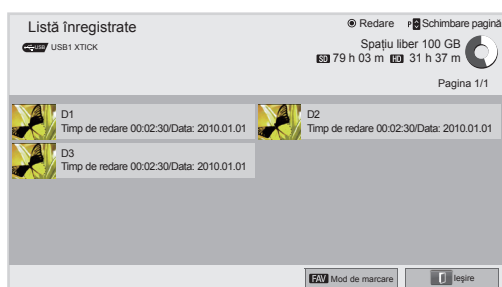 Listă înregistrate
◉ Redare P Schimbare pagină
USB USB1 XTICK
Spațiu liber 100 GB
SD 79 h 03 m HD 31 h 37 m
Pagina 1/1
D1
Timp de redare 00:02:30/Data: 2010.01.01
D2
Timp de redare 00:02:30/Data: 2010.01.01
D3
Timp de redare 00:02:30/Data: 2010.01.01
FAV Mod de marcare
Ieşire